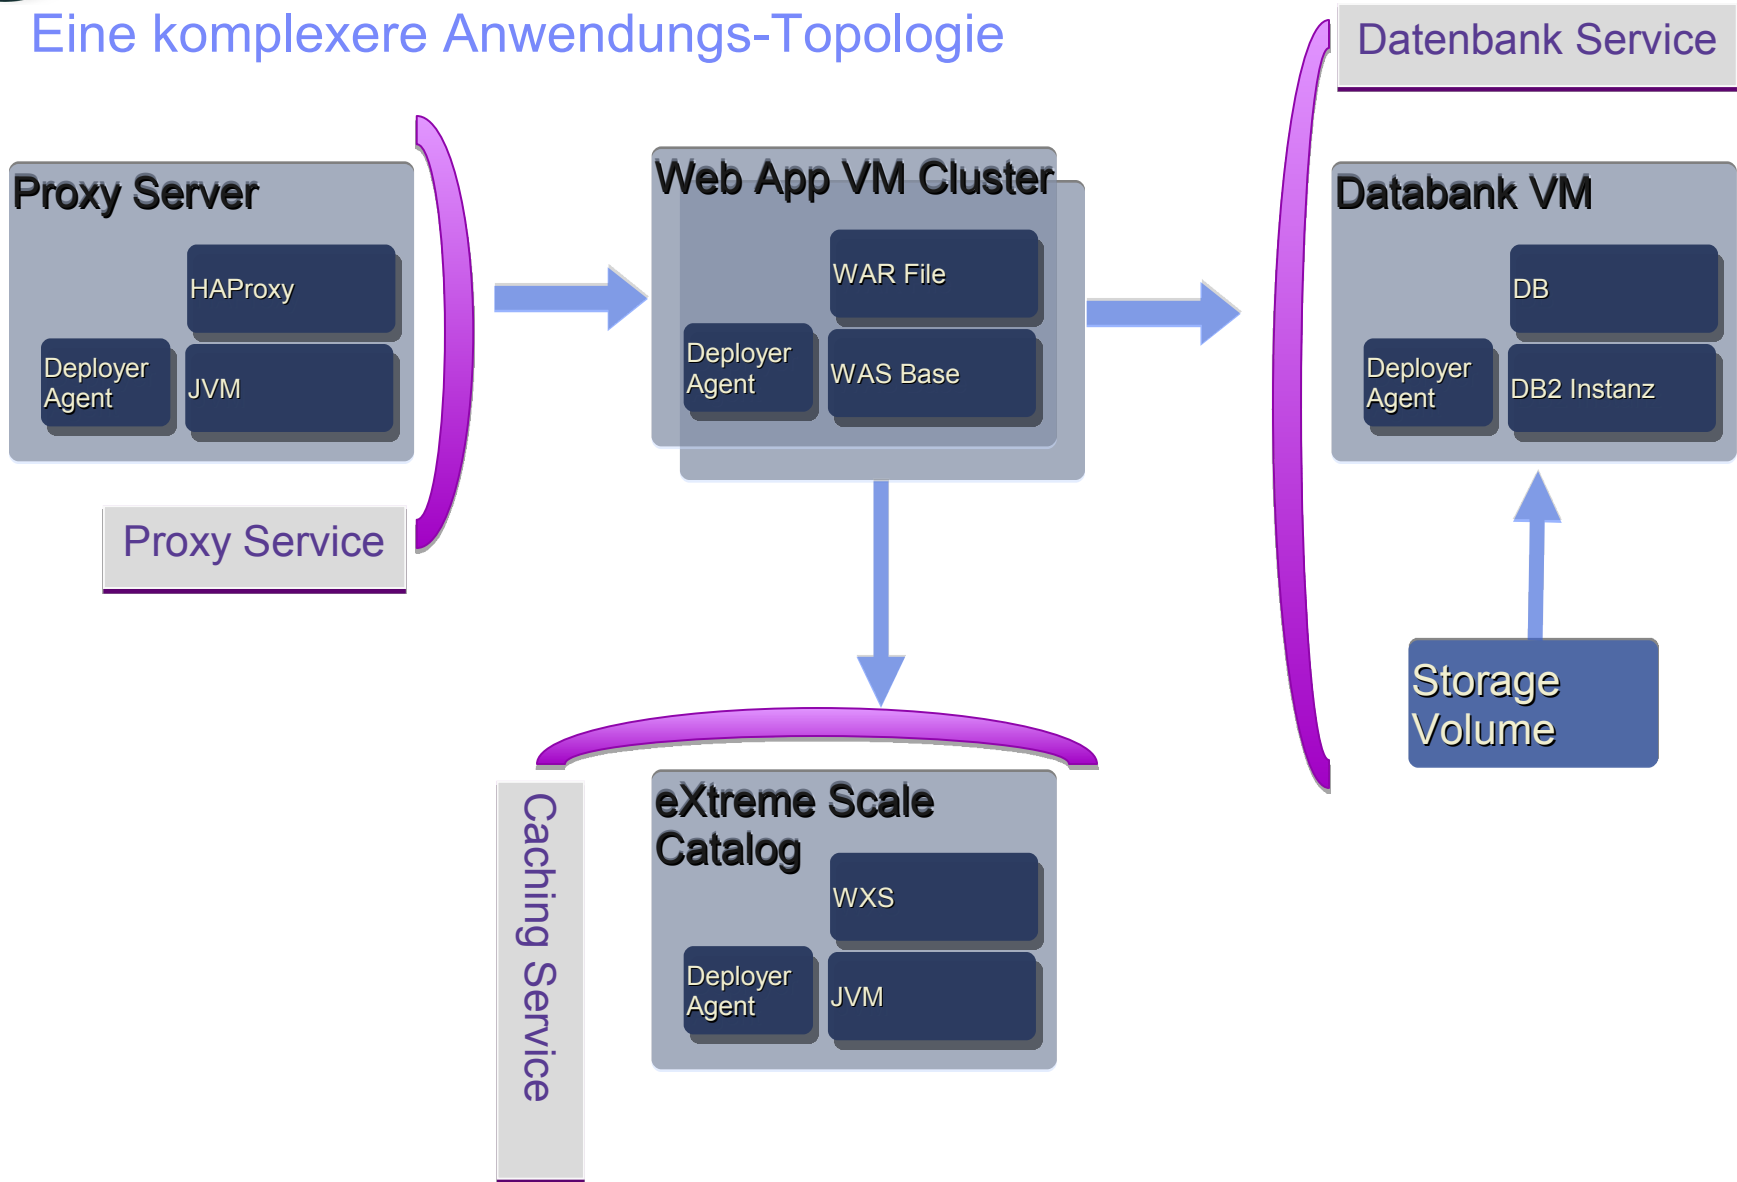 Eine komplexere Anwendungs-Topologie
Datenbank Service
Proxy Server
HAProxy
Deployer
Agent
JVM
Proxy Service
Web App VM Cluster
WAR File
Deployer
Agent
WAS Base
Databank VM
DB
Deployer
Agent
DB2 Instanz
Storage
Volume
Caching Service
eXtreme Scale
Catalog
WXS
Deployer
Agent
JVM